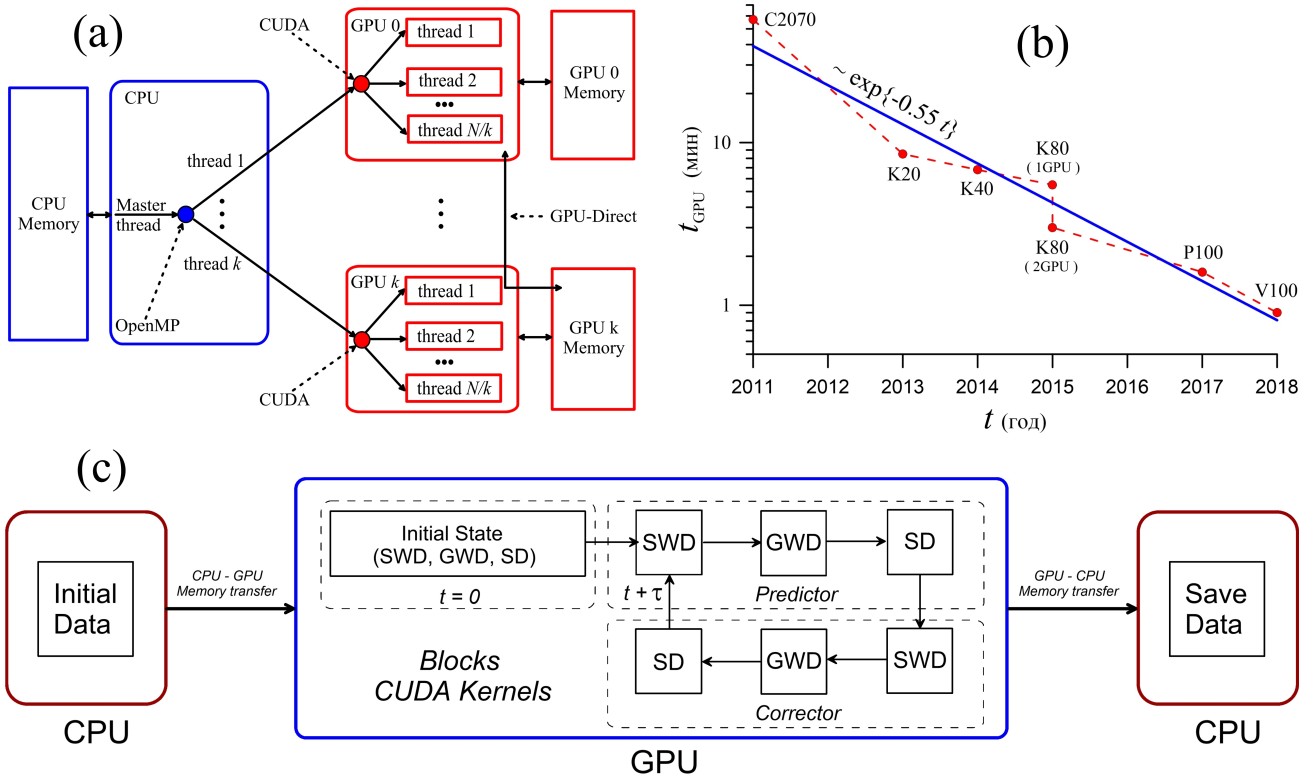 (a)
CPU
Memory
CPU
Master
thread
thread 1
thread k
OpenMP
CUDA
GPU 0
thread 1
thread 2
thread N/k
GPU 0
Memory
GPU-Direct
GPU k
thread 1
thread 2
thread N/k
GPU k
Memory
CUDA
(b)
t GPU (мин)
10
1
C2070
~ exp{-0.55 t}
K20
K40
K80
( 1GPU )
K80
( 2GPU )
P100
V100
2011 2012 2013 2014 2015 2016 2017 2018
t (год)
(c)
Initial
Data
CPU
CPU - GPU
Memory transfer
Initial State
(SWD, GWD, SD)
t = 0
SWD GWD SD
t + τ
Predictor
SD GWD SWD
Corrector
Blocks
CUDA Kernels
GPU
GPU - CPU
Memory transfer
Save
Data
CPU